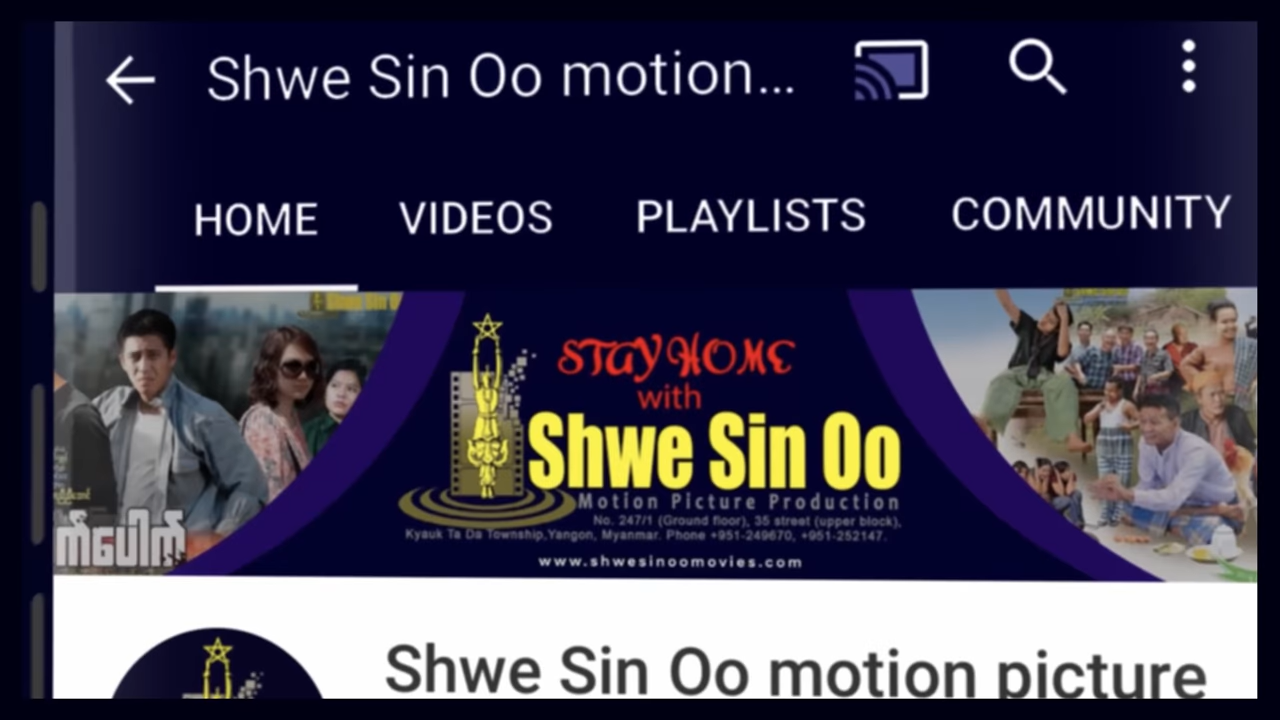 Shwe Sin Oo motion...
HOME VIDEOS PLAYLISTS COMMUNITY
Shwe Sin O
STAY HOME
with
Shwe Sin Oo
Motion Picture Production
No. 247/1 (Ground floor), 35 street (upper block),
Kyauk Ta Da Township,Yangon, Myanmar. Phone +951-249670, +951-252147.
www.shwesinoomovies.com
Shwe Sin Oo motion picture